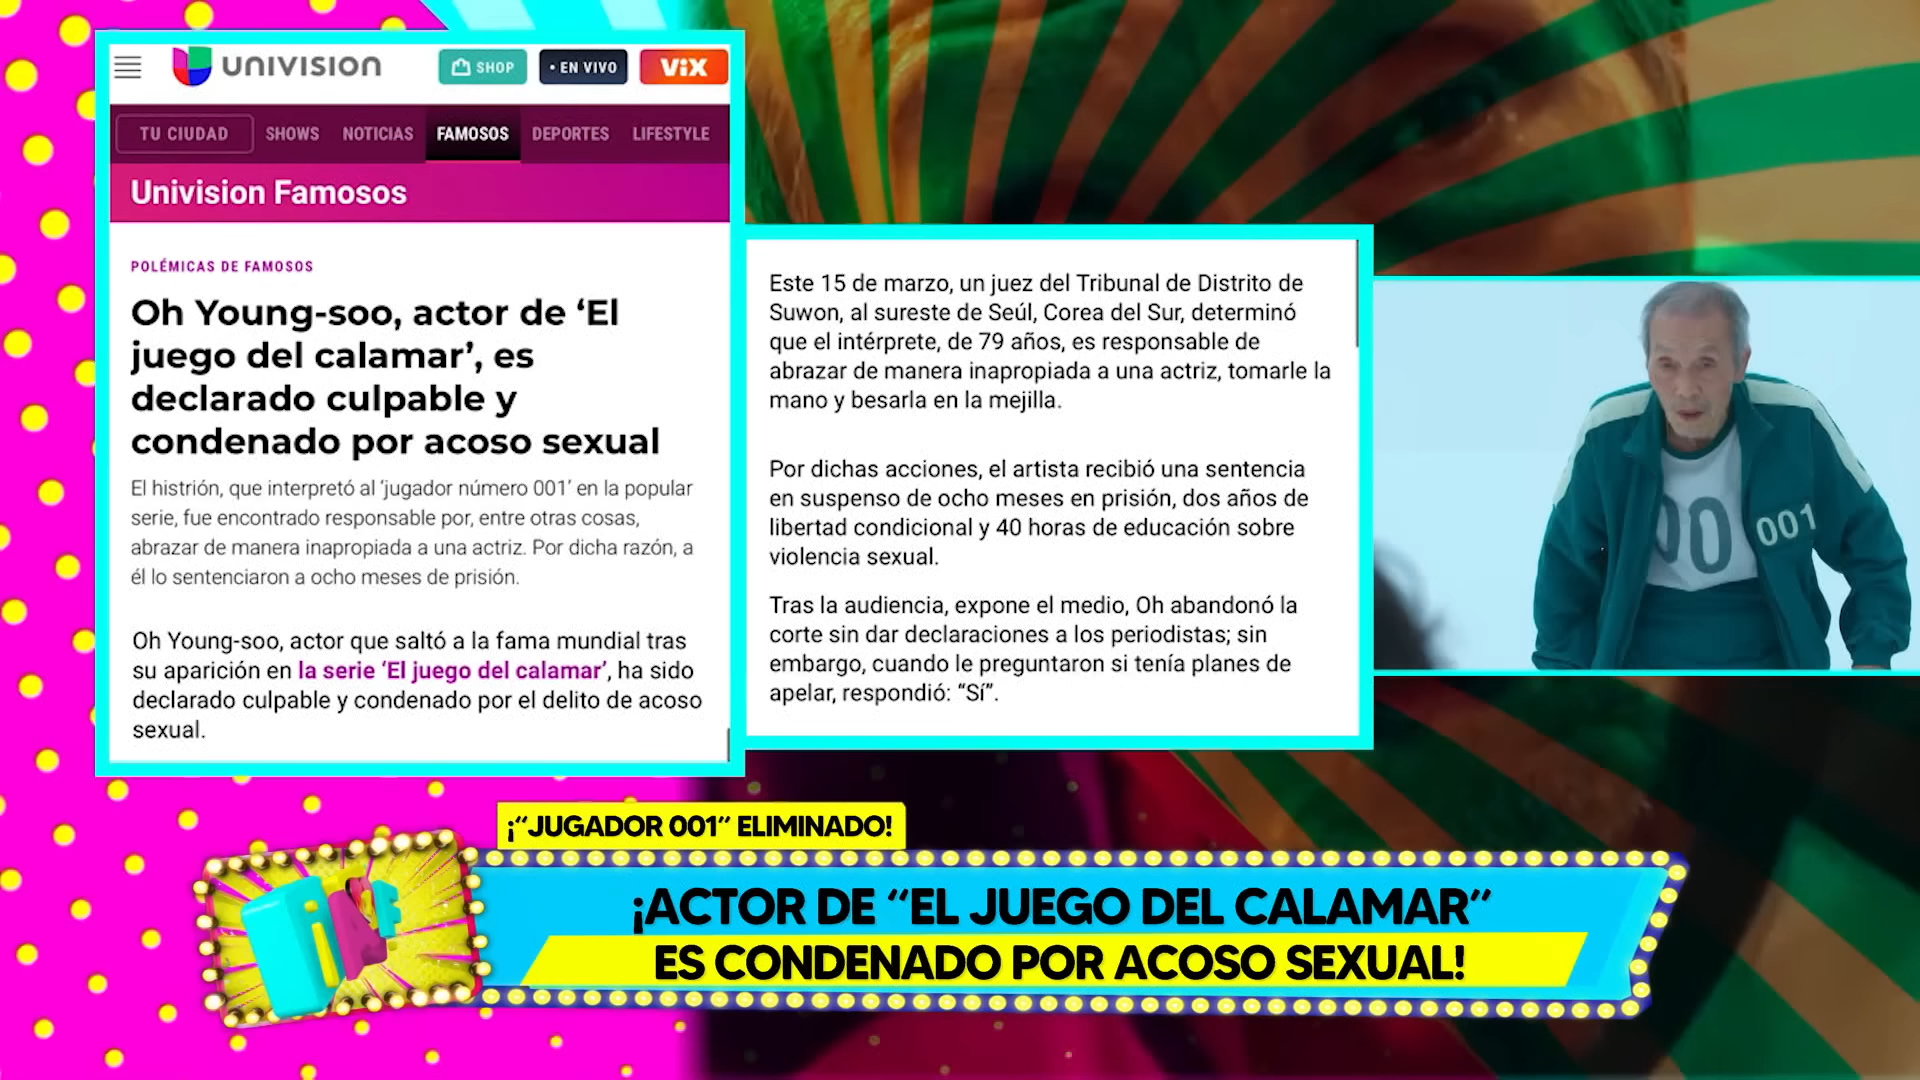 UNIVISION
SHOP
• EN VIVO
ViX
TU CIUDAD
SHOWS
NOTICIAS
FAMOSOS
DEPORTES
LIFESTYLE
Univision Famosos
POLÉMICAS DE FAMOSOS
Oh Young-soo, actor de ‘El
juego del calamar’, es
declarado culpable y
condenado por acoso sexual
El histrión, que interpretó al ‘jugador número 001’ en la popular
serie, fue encontrado responsable por, entre otras cosas,
abrazar de manera inapropiada a una actriz. Por dicha razón, a
él lo sentenciaron a ocho meses de prisión.
Oh Young-soo, actor que saltó a la fama mundial tras
su aparición en la serie ‘El juego del calamar’, ha sido
declarado culpable y condenado por el delito de acoso
sexual.
Este 15 de marzo, un juez del Tribunal de Distrito de
Suwon, al sureste de Seúl, Corea del Sur, determinó
que el intérprete, de 79 años, es responsable de
abrazar de manera inapropiada a una actriz, tomarle la
mano y besarla en la mejilla.
Por dichas acciones, el artista recibió una sentencia
en suspenso de ocho meses en prisión, dos años de
libertad condicional y 40 horas de educación sobre
violencia sexual.
Tras la audiencia, expone el medio, Oh abandonó la
corte sin dar declaraciones a los periodistas; sin
embargo, cuando le preguntaron si tenía planes de
apelar, respondió: “Sí”.
00
001
¡“JUGADOR 001” ELIMINADO!
¡ACTOR DE “EL JUEGO DEL CALAMAR”
ES CONDENADO POR ACOSO SEXUAL!